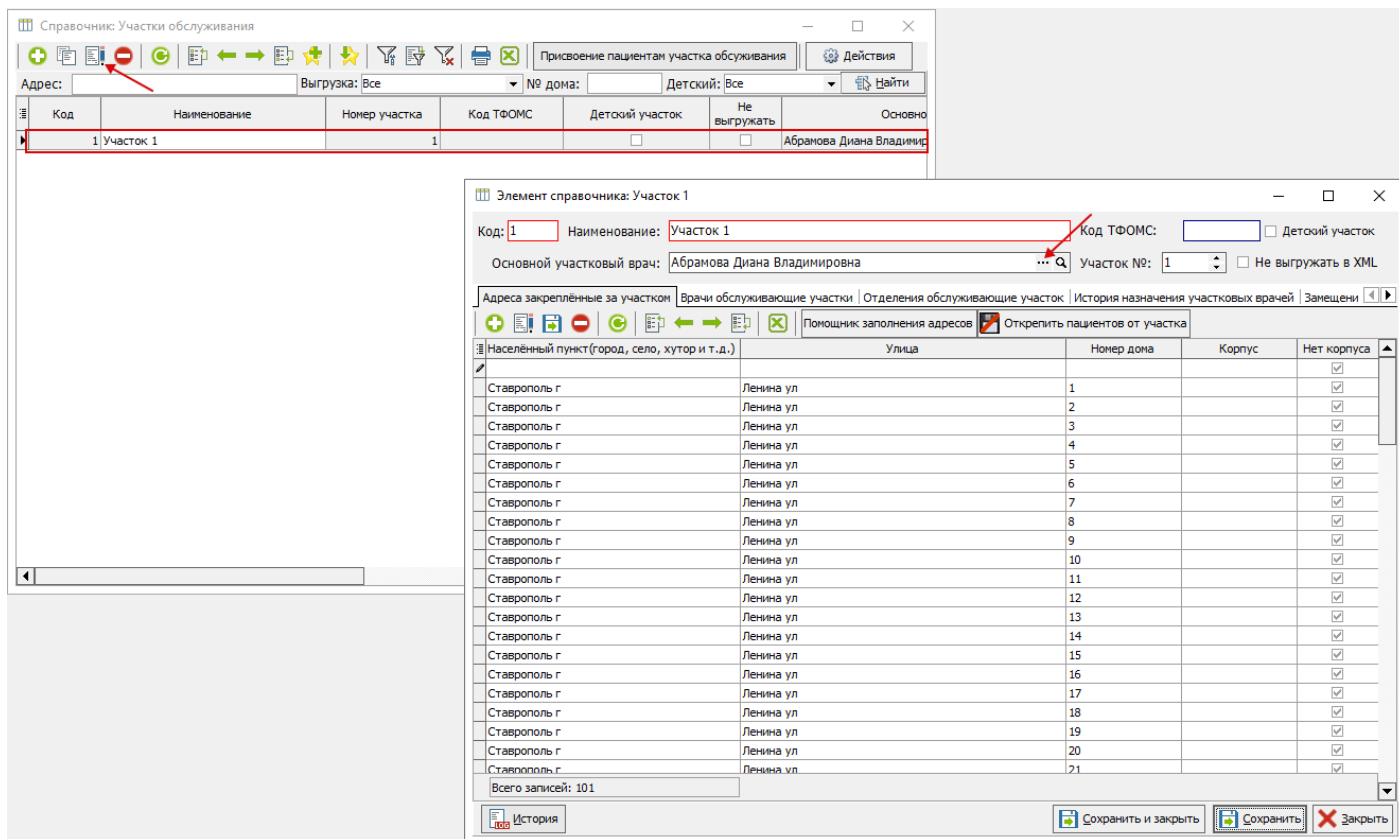 Справочник: Участки обслуживания
Присвоение пациентам участка обсуживания Действия
Адрес: Выгрузка: Все № дома: Детский: Все Найти
Код Наименование Номер участка Код ТФОМС Детский участок Не выгружать Основно
1 Участок 1 1 Абрамова Диана Владимир
Элемент справочника: Участок 1
Код: 1 Наименование: Участок 1 Код ТФОМС: Детский участок
Основной участковый врач: Абрамова Диана Владимировна ... Участок №: 1 Не выгружать в XML
Адреса закреплённые за участком Врачи обслуживающие участки Отделения обслуживающие участок История назначения участковых врачей Замещени
Помощник заполнения адресов Открепить пациентов от участка
Населённый пункт(город, село, хутор и т.д.) Улица Номер дома Корпус Нет корпуса
Ставрополь г Ленина ул 1
Ставрополь г Ленина ул 2
Ставрополь г Ленина ул 3
Ставрополь г Ленина ул 4
Ставрополь г Ленина ул 5
Ставрополь г Ленина ул 6
Ставрополь г Ленина ул 7
Ставрополь г Ленина ул 8
Ставрополь г Ленина ул 9
Ставрополь г Ленина ул 10
Ставрополь г Ленина ул 11
Ставрополь г Ленина ул 12
Ставрополь г Ленина ул 13
Ставрополь г Ленина ул 14
Ставрополь г Ленина ул 15
Ставрополь г Ленина ул 16
Ставрополь г Ленина ул 17
Ставрополь г Ленина ул 18
Ставрополь г Ленина ул 19
Ставрополь г Ленина ул 20
Ставрополь г Ленина ул 21
Всего записей: 101
LOG История Сохранить и закрыть Сохранить Закрыть